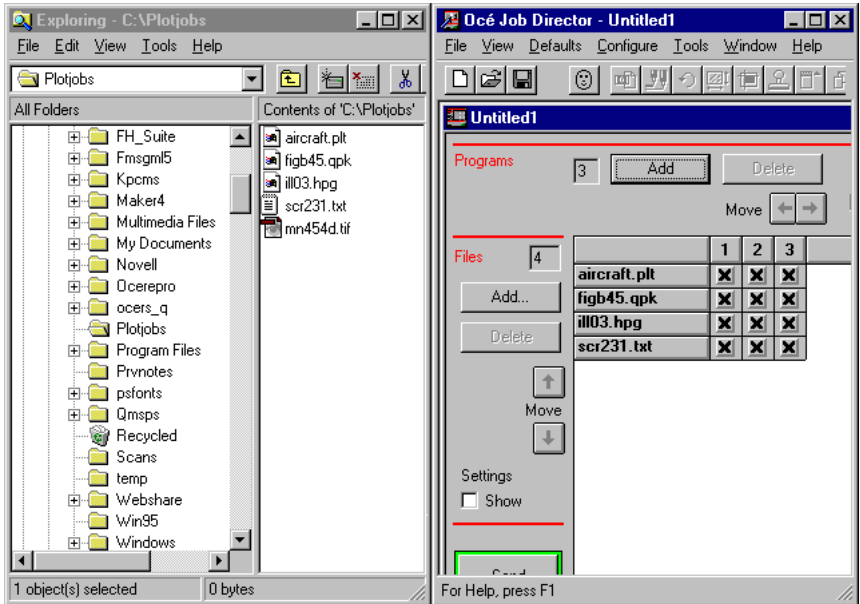 Exploring - C:\Plotjobs
File Edit View Tools Help
Plotjobs
All Folders
Contents of 'C:\Plotjobs'
FH_Suite
Fmsgml5
Kpcms
Maker4
Multimedia Files
My Documents
Novell
Ocerepro
ocers_q
Plotjobs
Program Files
Prvnotes
psfonts
Qmsps
Recycled
Scans
temp
Webshare
Win95
Windows
aircraft.plt
figb45.qpk
ill03.hpg
scr231.txt
mn454d.tif
1 object(s) selected
0 bytes
Océ Job Director - Untitled1
File View Defaults Configure Tools Window Help
Untitled1
Programs 3 Add Delete
Move
Files 4
1 2 3
aircraft.plt
Add...
figb45.qpk
ill03.hpg
Delete
scr231.txt
Move
Settings
Show
Send
For Help, press F1